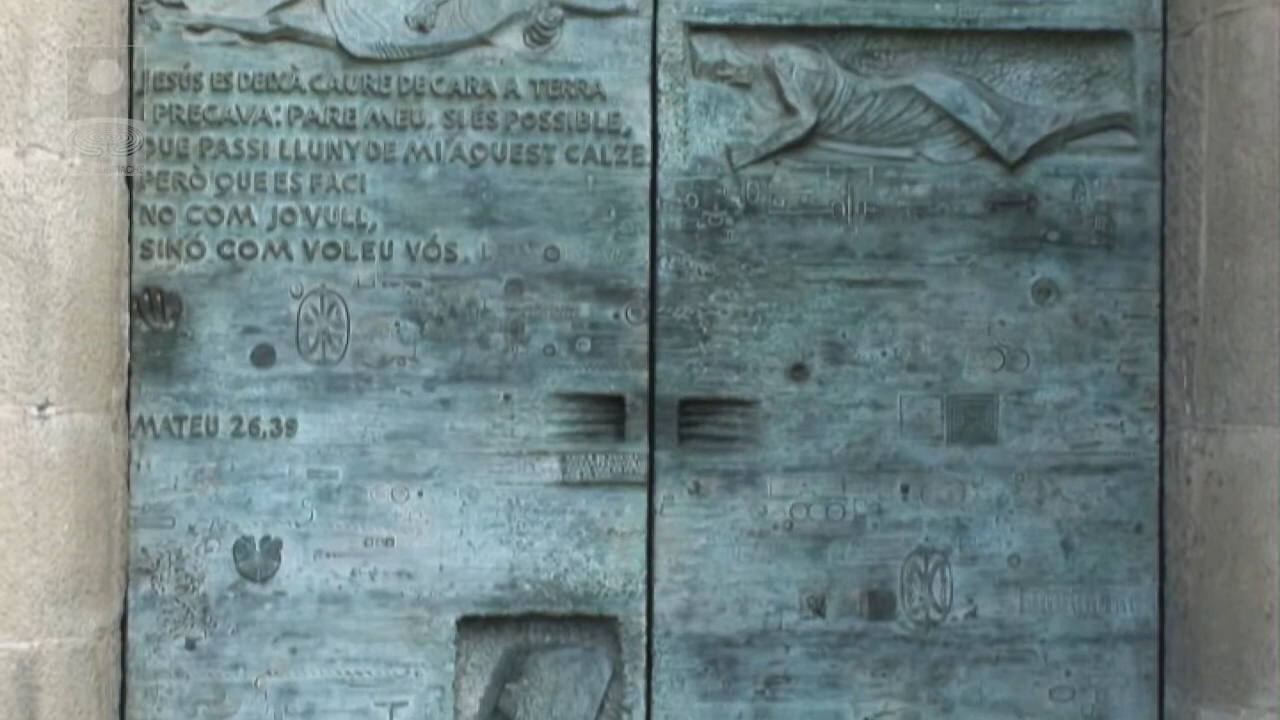 JESÚS ES DEIXÀ CAURE DE CARA A TERRA
I PREGAVA: PARE MEU, SI ÉS POSSIBLE,
QUE PASSI LLUNY DE MI AQUEST CALZE.
PERÒ QUE ES FACI
NO COM JO VULL,
SINÓ COM VOLEU VÓS.
MATEU 26,39